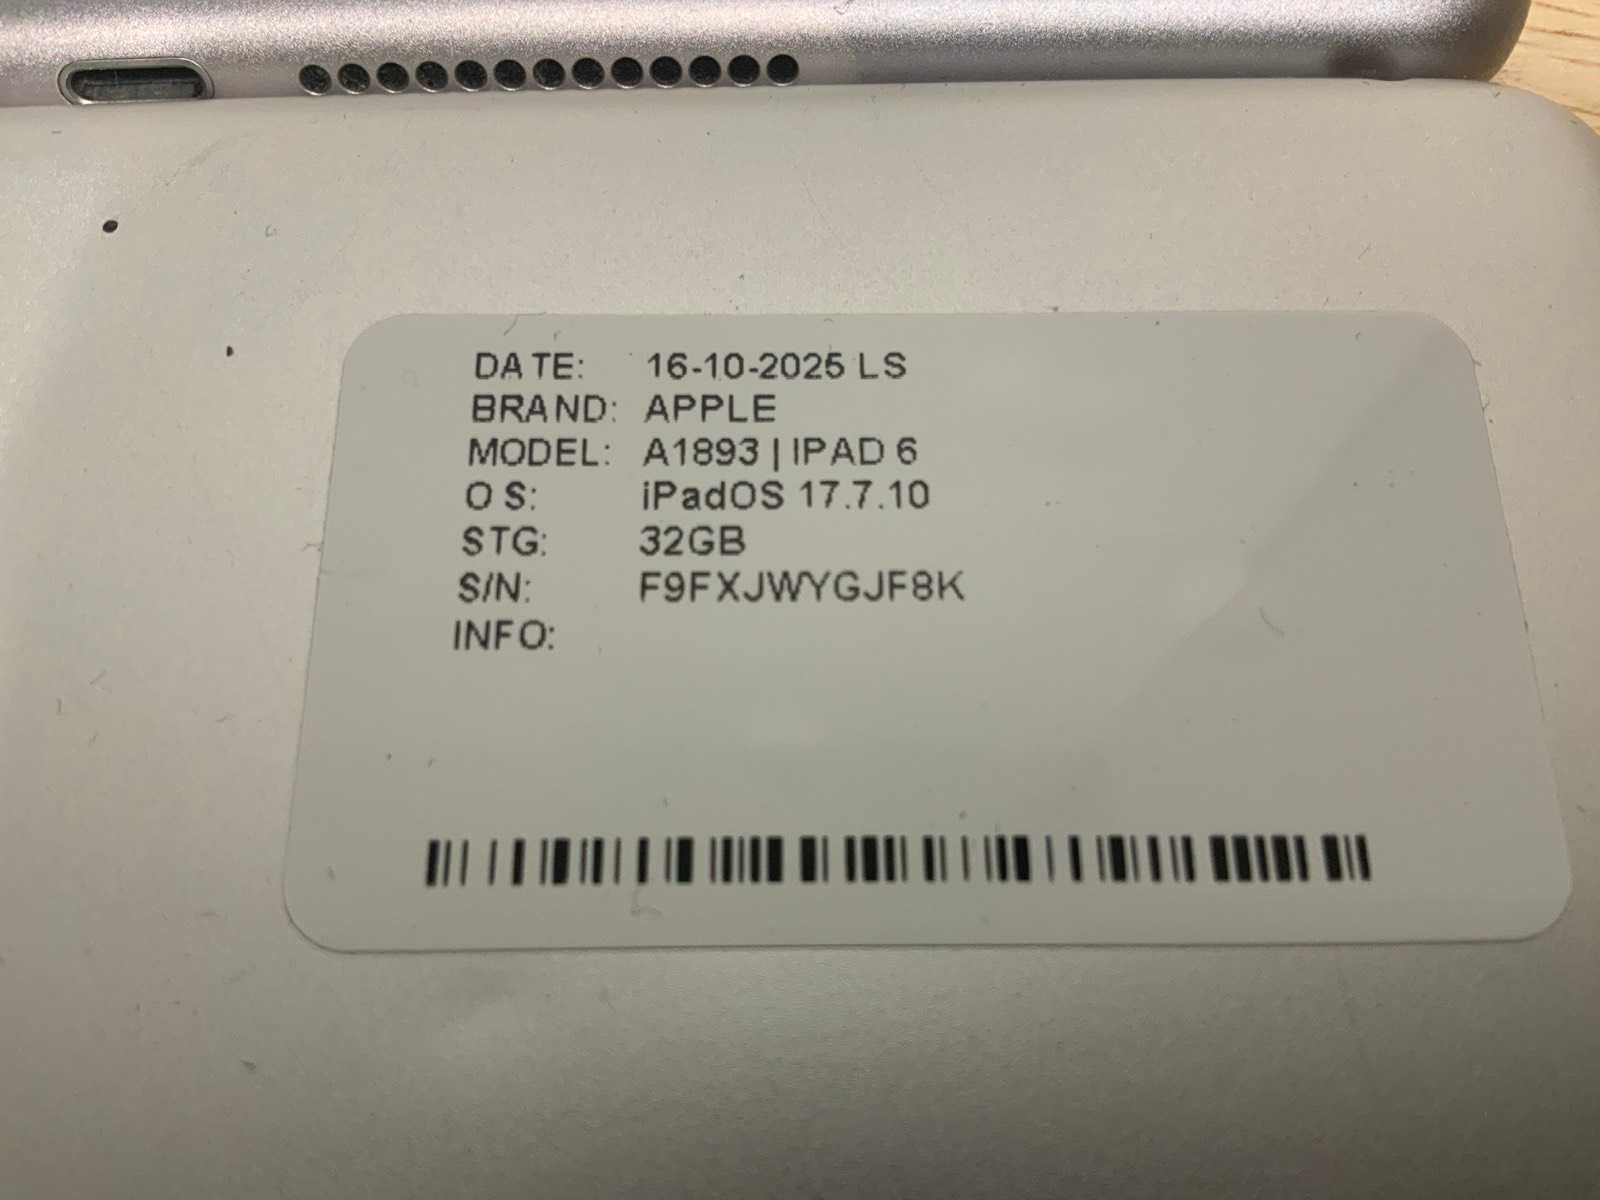 DATE: 16-10-2025 LS
BRAND: APPLE
MODEL: A1893 | IPAD 6
OS: iPadOS 17.7.10
STG: 32GB
S/N: F9FXJWYGJF8K
INFO: